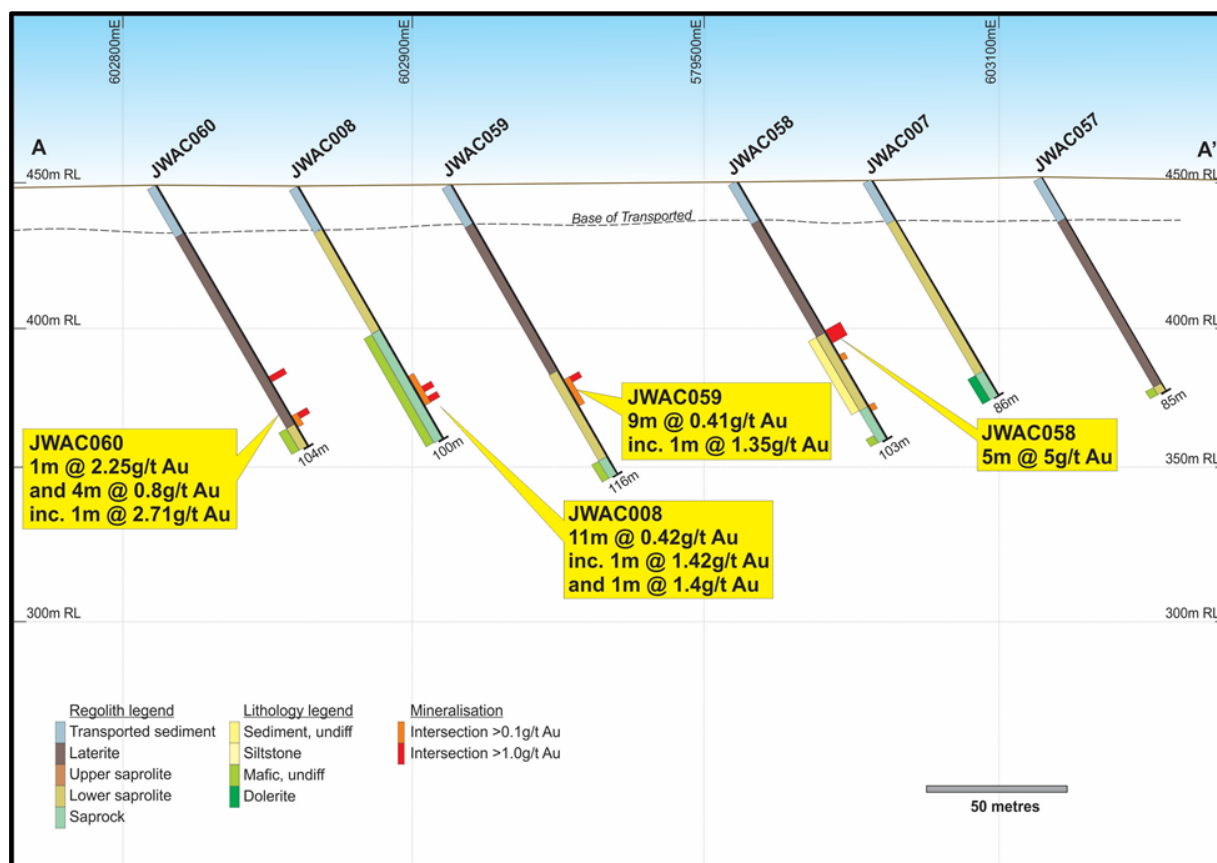 602800mE
602900mE
579500mE
603100mE
A
JWAC060
JWAC008
JWAC059
JWAC058
JWAC007
JWAC057
A'
450m RL
450m RL
Base of Transported
400m RL
400m RL
350m RL
350m RL
300m RL
300m RL
104m
100m
116m
103m
86m
85m
JWAC060
1m @ 2.25g/t Au
and 4m @ 0.8g/t Au
inc. 1m @ 2.71g/t Au
JWAC008
11m @ 0.42g/t Au
inc. 1m @ 1.42g/t Au
and 1m @ 1.4g/t Au
JWAC059
9m @ 0.41g/t Au
inc. 1m @ 1.35g/t Au
JWAC058
5m @ 5g/t Au
Regolith legend
Transported sediment
Laterite
Upper saprolite
Lower saprolite
Saprock
Lithology legend
Sediment, undiff
Siltstone
Mafic, undiff
Dolerite
Mineralisation
Intersection >0.1g/t Au
Intersection >1.0g/t Au
50 metres